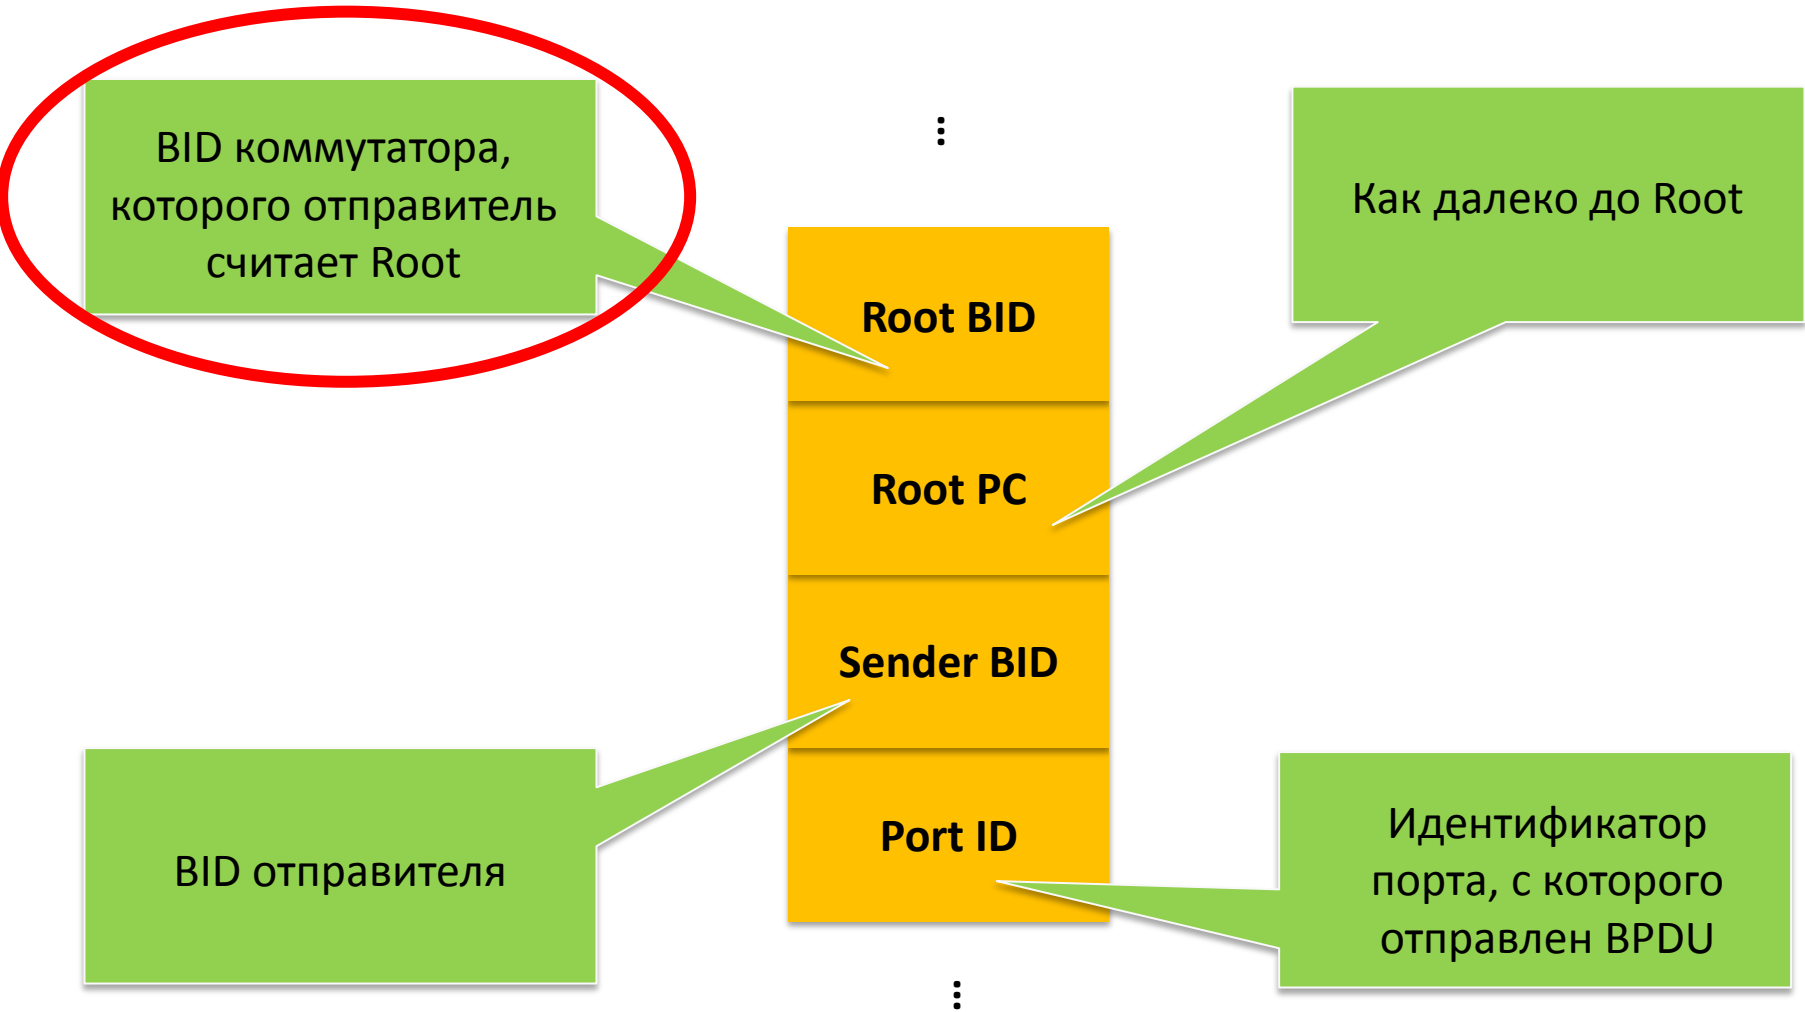 BID коммутатора,
которого отправитель
считает Root
⋮
Как далеко до Root
Root BID
Root PC
Sender BID
Port ID
BID отправителя
Идентификатор
порта, с которого
отправлен BPDU
⋮